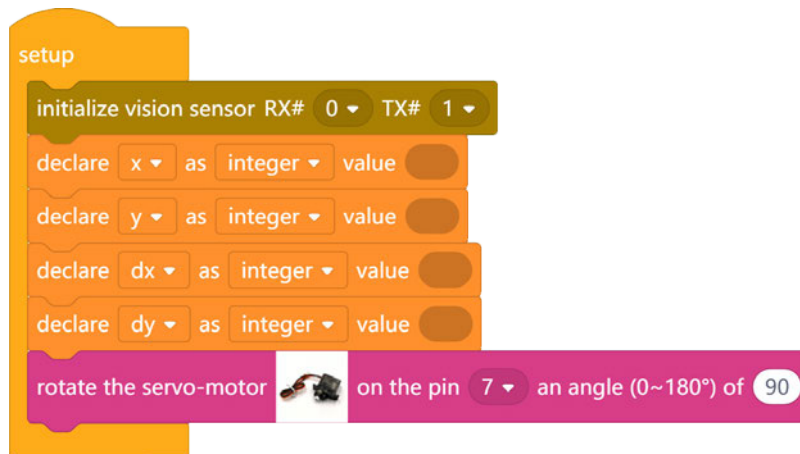 setup
initialize vision sensor RX# 0 TX# 1
declare x as integer value
declare y as integer value
declare dx as integer value
declare dy as integer value
rotate the servo-motor on the pin 7 an angle (0~180°) of 90